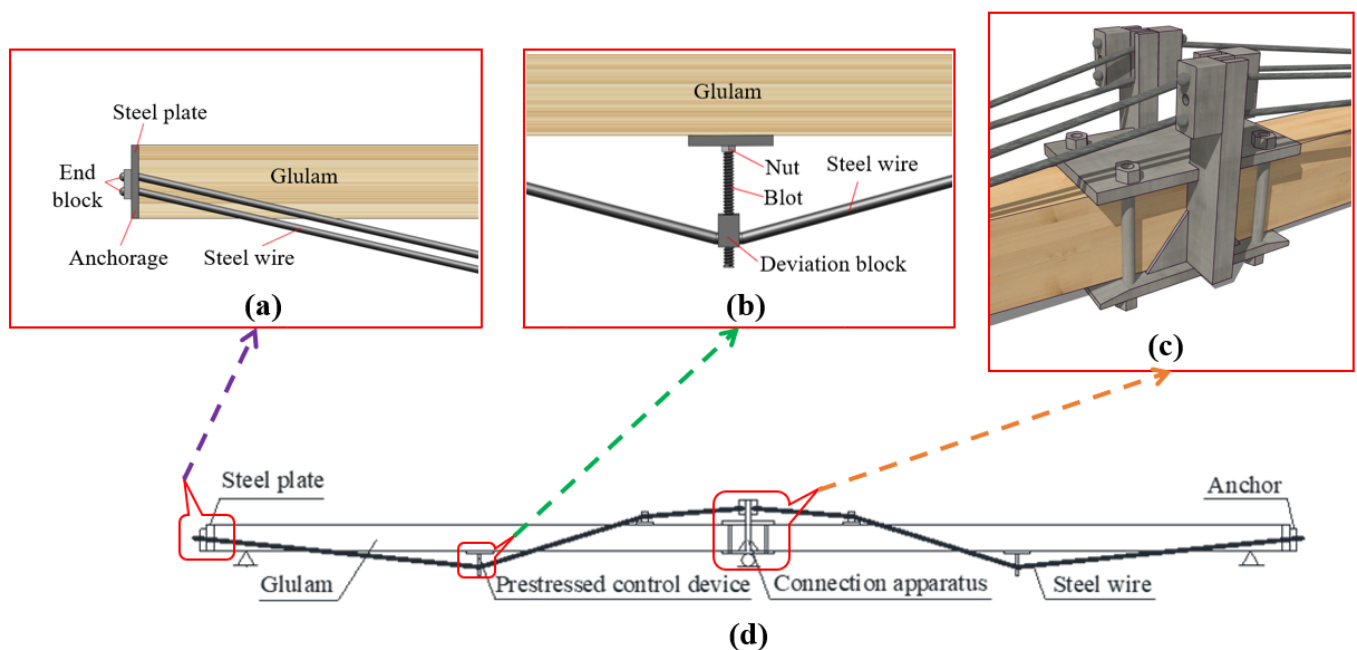 Steel plate
End
block
Glulam
Anchorage
Steel wire
(a)
Glulam
Nut
Steel wire
Blot
Deviation block
(b)
(c)
Steel plate
Anchor
Glulam
Prestressed control device
Connection apparatus
Steel wire
(d)